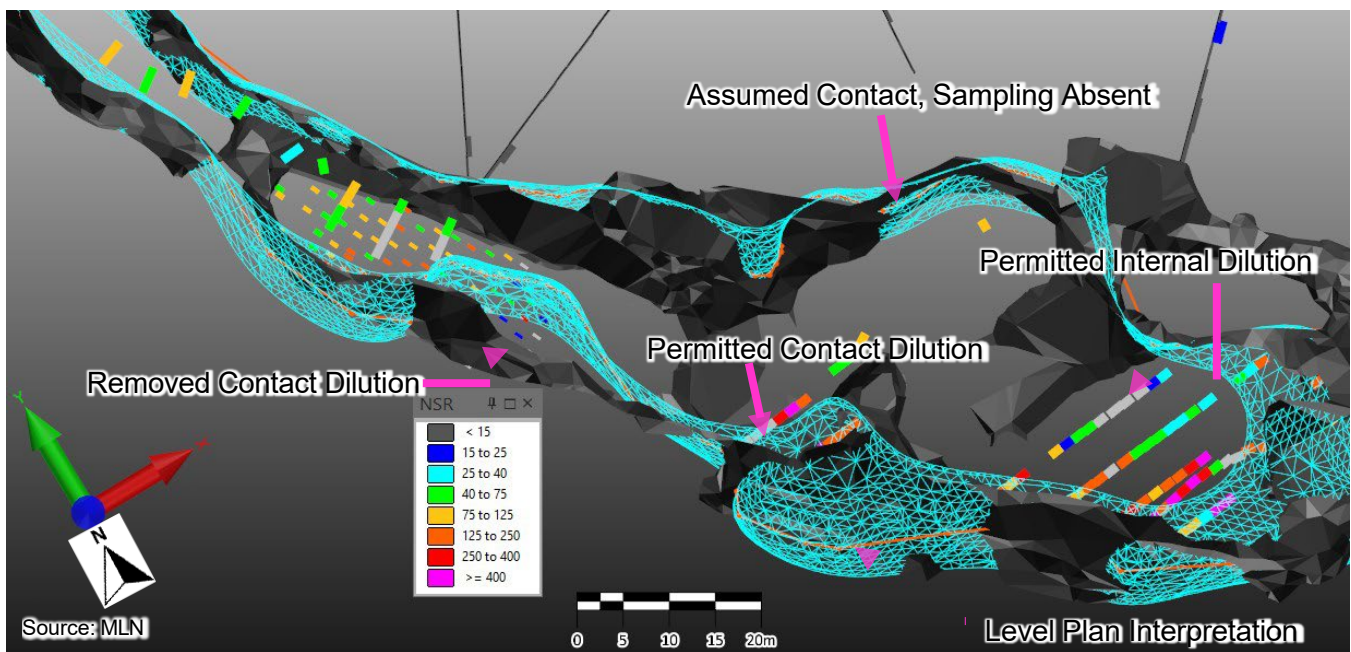 Assumed Contact, Sampling Absent
Permitted Internal Dilution
Permitted Contact Dilution
Removed Contact Dilution
NSR
< 15
15 to 25
25 to 40
40 to 75
75 to 125
125 to 250
250 to 400
>= 400
Y
X
N
Source: MLN
0 5 10 15 20m
Level Plan Interpretation